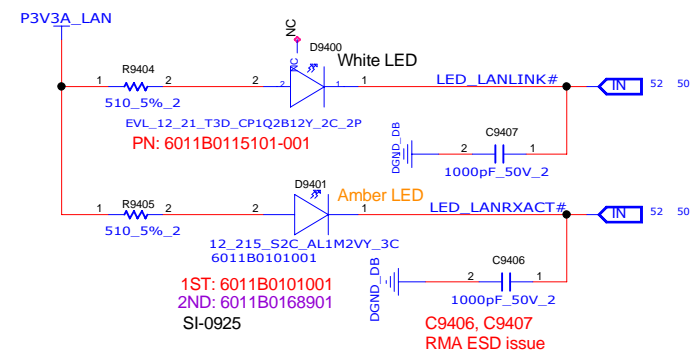 P3V3A_LAN
NC
D9400
White LED
NC
1 R9404 2
2 2 1 1
LED_LANLINK#
IN 52 50
510_5%_2
EVL_12_21_T3D_CP1Q2B12Y_2C_2P
PN: 6011B0115101-001
DGND_DB
C9407
2 1
1000pF_50V_2
D9401
Amber LED
1 R9405 2
2 1
LED_LANRXACT#
IN 52 50
510_5%_2
12_215_S2C_AL1M2VY_3C
6011B0101001
DGND_DB
C9406
2 1
1000pF_50V_2
1ST: 6011B0101001
2ND: 6011B0168901
SI-0925
C9406, C9407
RMA ESD issue